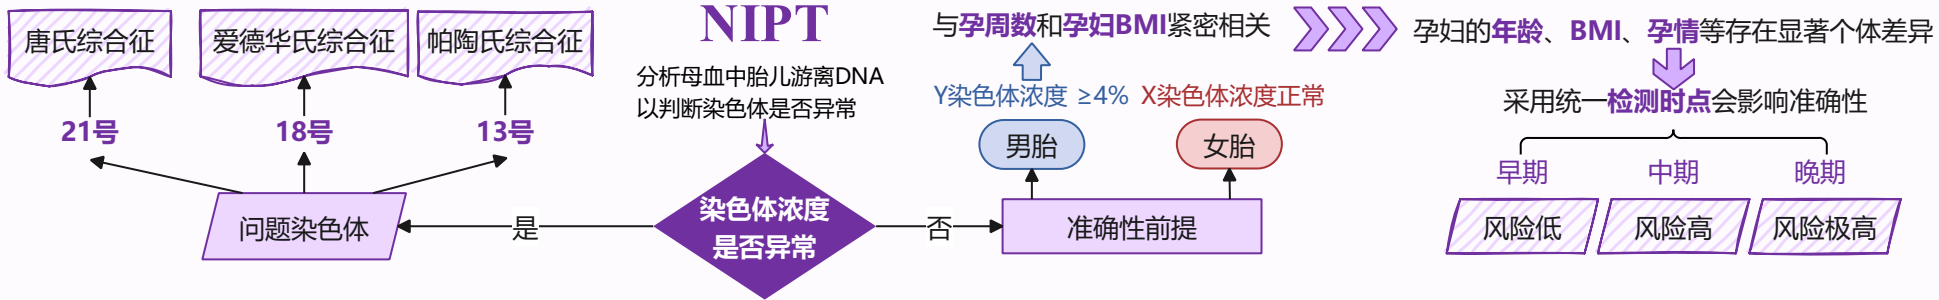 唐氏综合征
爱德华氏综合征
帕陶氏综合征
21号
18号
13号
问题染色体
是
NIPT
分析母血中胎儿游离DNA
以判断染色体是否异常
染色体浓度
是否异常
否
与孕周数和孕妇BMI紧密相关
Y染色体浓度 ≥4%
X染色体浓度正常
男胎
女胎
准确性前提
孕妇的年龄、BMI、孕情等存在显著个体差异
采用统一检测时点会影响准确性
早期
中期
晚期
风险低
风险高
风险极高